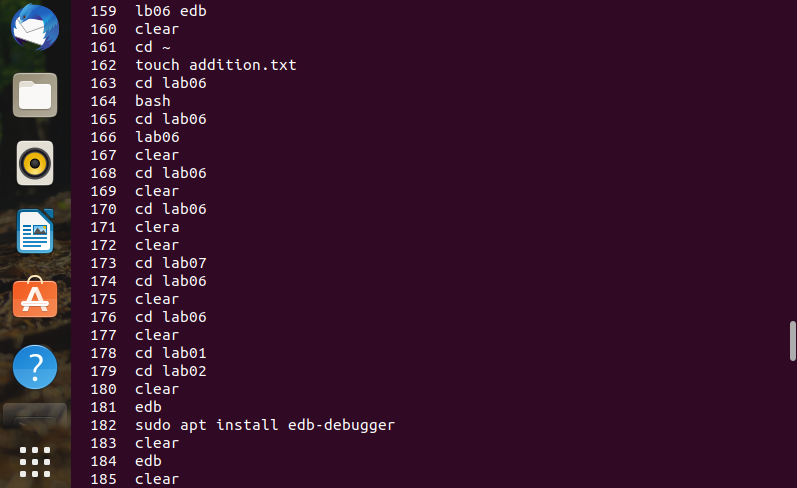 159 lb06 edb
160 clear
161 cd ~
162 touch addition.txt
163 cd lab06
164 bash
165 cd lab06
166 lab06
167 clear
168 cd lab06
169 clear
170 cd lab06
171 clera
172 clear
173 cd lab07
174 cd lab06
175 clear
176 cd lab06
177 clear
178 cd lab01
179 cd lab02
180 clear
181 edb
182 sudo apt install edb-debugger
183 clear
184 edb
185 clear